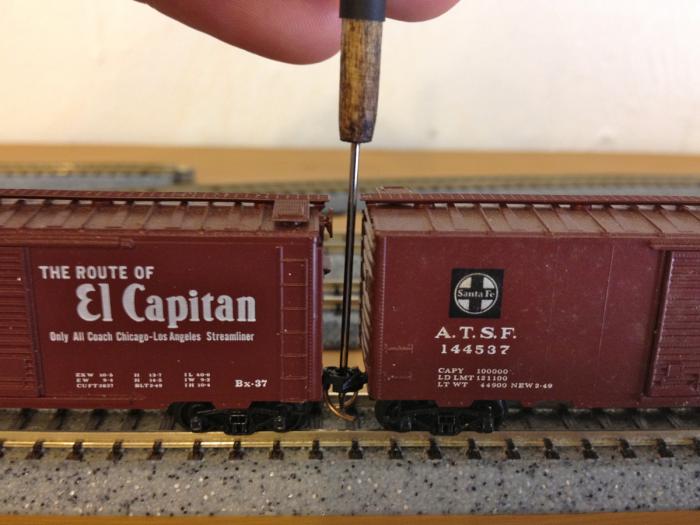 THE ROUTE OF
El Capitan
Only All Coach Chicago-Los Angeles Streamliner
Bx-37
Santa Fe
A.T.S.F.
144537
CAPY 100000
LD LMT 121100
LT WT 44900 NEW 2-49